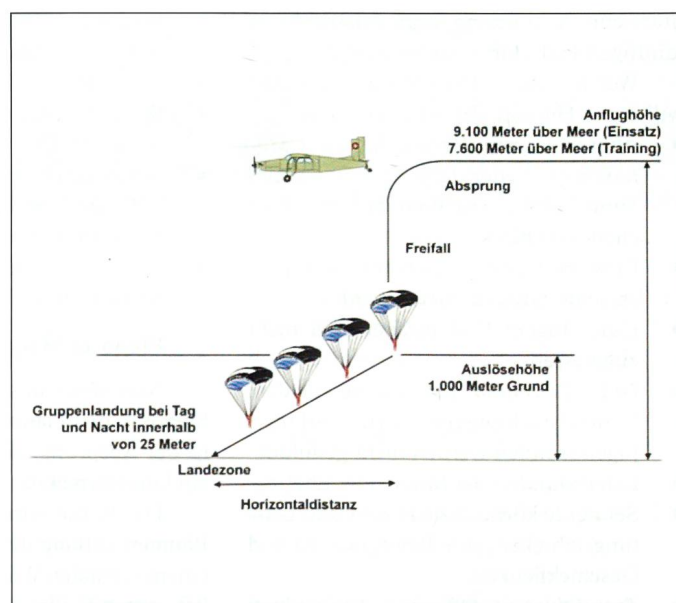 Anflughöhe
9.100 Meter über Meer (Einsatz)
7.600 Meter über Meer (Training)
Absprung
Freifall
Auslösehöhe
1.000 Meter Grund
Gruppenlandung bei Tag
und Nacht innerhalb
von 25 Meter
Landezone
Horizontaldistanz